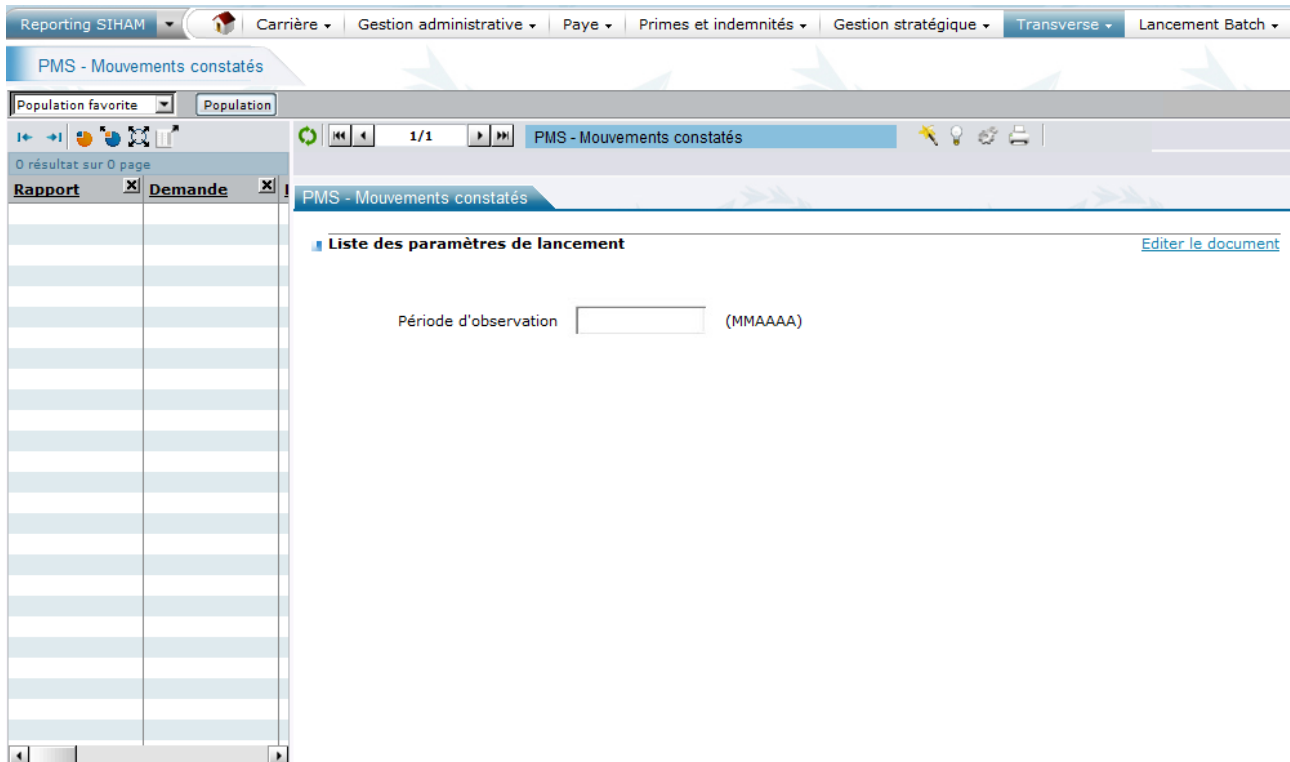 Reporting SIHAM Carrière Gestion administrative Paye Primes et indemnités Gestion stratégique Transverse Lancement Batch
PMS - Mouvements constatés
Population favorite Population
1/1 PMS - Mouvements constatés
0 résultat sur 0 page
Rapport Demande
PMS - Mouvements constatés
Liste des paramètres de lancement Editer le document
Période d'observation (MMAAAA)